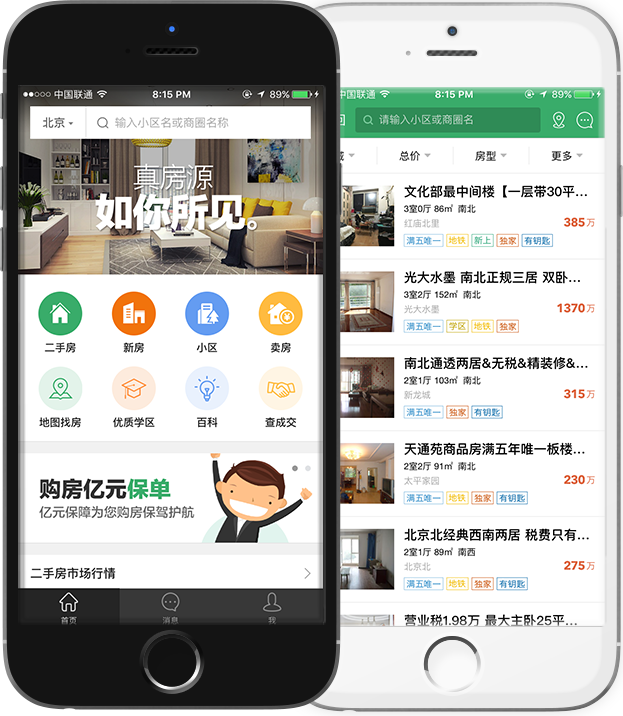 ●●○○○ 中国联通 8:15 PM 89%
北京 输入小区名或商圈名称
真房源
如你所见。
二手房 新房 小区 卖房
地图找房 优质学区 百科 查成交
购房亿元保单
亿元保障为您购房保驾护航
二手房市场行情
首页 消息 我
中国联通 8:15 PM 89%
请输入小区名或商圈名
总价 房型 更多
文化部最中间楼【一层带30平...
3室0厅 86㎡ 南北
红庙北里 385万
满五唯一 地铁 新上 独家 有钥匙
光大水墨 南北正规三居 双卧...
3室2厅 152㎡ 南北
光大水墨 1370万
满五唯一 学区 地铁 独家
南北通透两居&无税&精装修&...
2室1厅 103㎡ 南北
新龙城 315万
满五唯一 独家 有钥匙
天通苑商品房满五年唯一板楼...
2室2厅 91㎡ 南北
太平家园 230万
满五唯一 地铁 独家 有钥匙
北京北经典西南两居 税费只有...
2室1厅 89㎡ 南西
北京北 275万
满五唯一 地铁 独家 有钥匙
营业税1.98万 最大主卧25平...